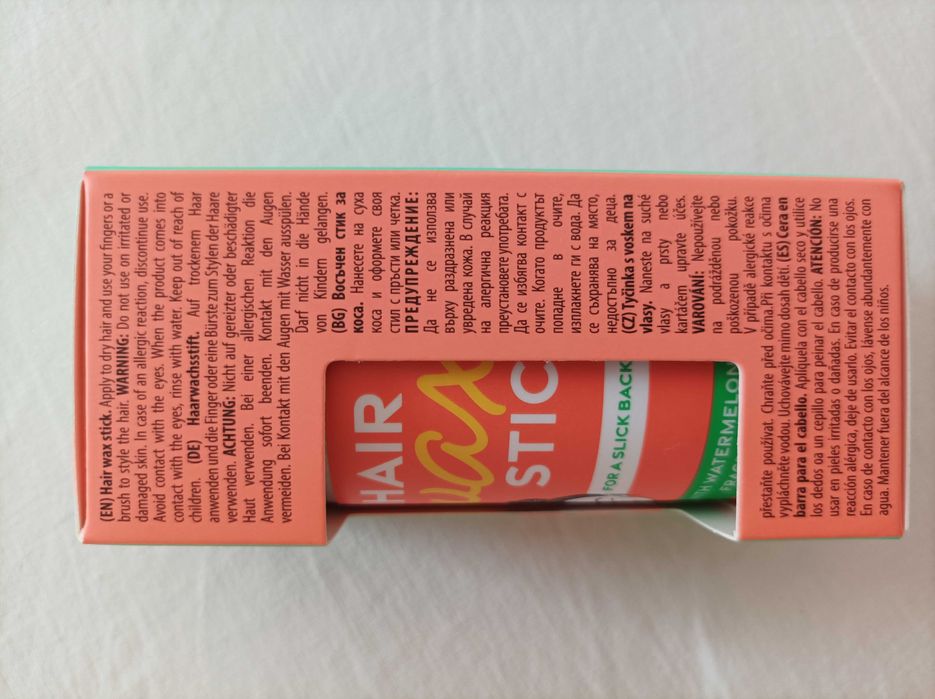 (EN) Hair wax stick. Apply to dry hair and use your fingers or a
brush to style the hair. WARNING: Do not use on irritated or
damaged skin. In case of an allergic reaction, discontinue use.
Avoid contact with the eyes. When the product comes into
contact with the eyes, rinse with water. Keep out of reach of
children. (DE) Haarwachsstift. Auf trockenem Haar
anwenden und die Finger oder eine Bürste zum Stylen der Haare
verwenden. ACHTUNG: Nicht auf gereizter oder beschädigter
Haut verwenden. Bei einer allergischen Reaktion die
Anwendung sofort beenden. Kontakt mit den Augen
vermeiden. Bei Kontakt mit den Augen mit Wasser ausspülen.
Darf nicht in die Hände
von Kindern gelangen.
(BG) Восъчен стик за
коса. Нанесете на суха
коса и оформете своя
стил с пръсти или четка.
ПРЕДУПРЕЖДЕНИЕ:
Да не се използва
върху раздразнена или
увредена кожа. В случай
на алергична реакция
преустановете употребата.
Да се избягва контакт с
очите. Когато продуктът
попадне в очите,
изплакнете ги с вода. Да
се съхранява на място,
недостъпно за деца.
(CZ) Tyčinka s voskem na
vlasy. Naneste na suché
vlasy a prsty nebo
kartáčem upravte účes.
VAROVÁNÍ: Nepoužívejte
na podrážděnou nebo
poškozenou pokožku.
V případě alergické reakce
přestaňte používat. Chraňte před očima. Při kontaktu s očima
vypláchněte vodou. Uchovávejte mimo dosah dětí. (ES) Cera en
barra para el cabello. Aplíquela con el cabello seco y utilice
los dedos oa un cepillo para peinar el cabello. ATENCIÓN: No
usar en pieles irritadas o dañadas. En caso de producirse una
reacción alérgica, deje de usarlo. Evitar el contacto con los ojos.
En caso de contacto con los ojos, lávense abundantemente con
agua. Mantener fuera del alcance de los niños.
HAIR
wax
STIC
FOR A SLICK BACK
WATERMELON